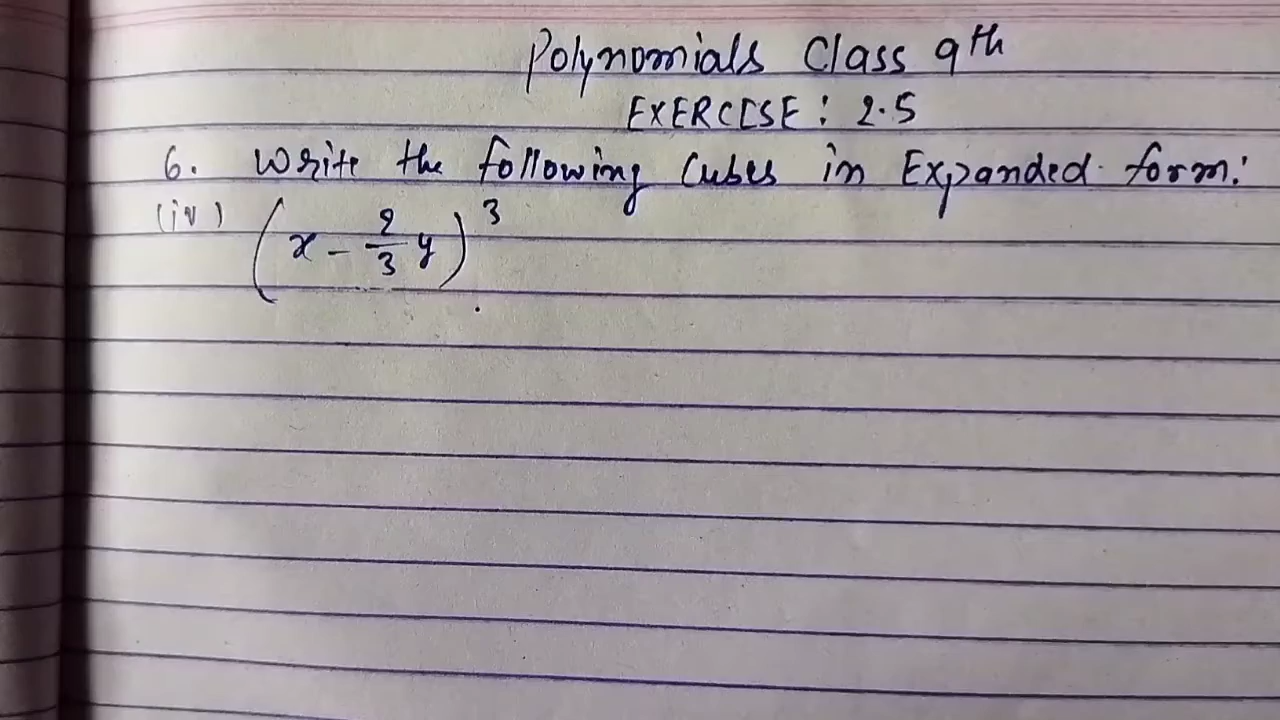 Polynomials Class 9th
EXERCISE: 2.5
6. Write the following Cubes in Expanded form:
(iv) (x - 2/3 y)^3